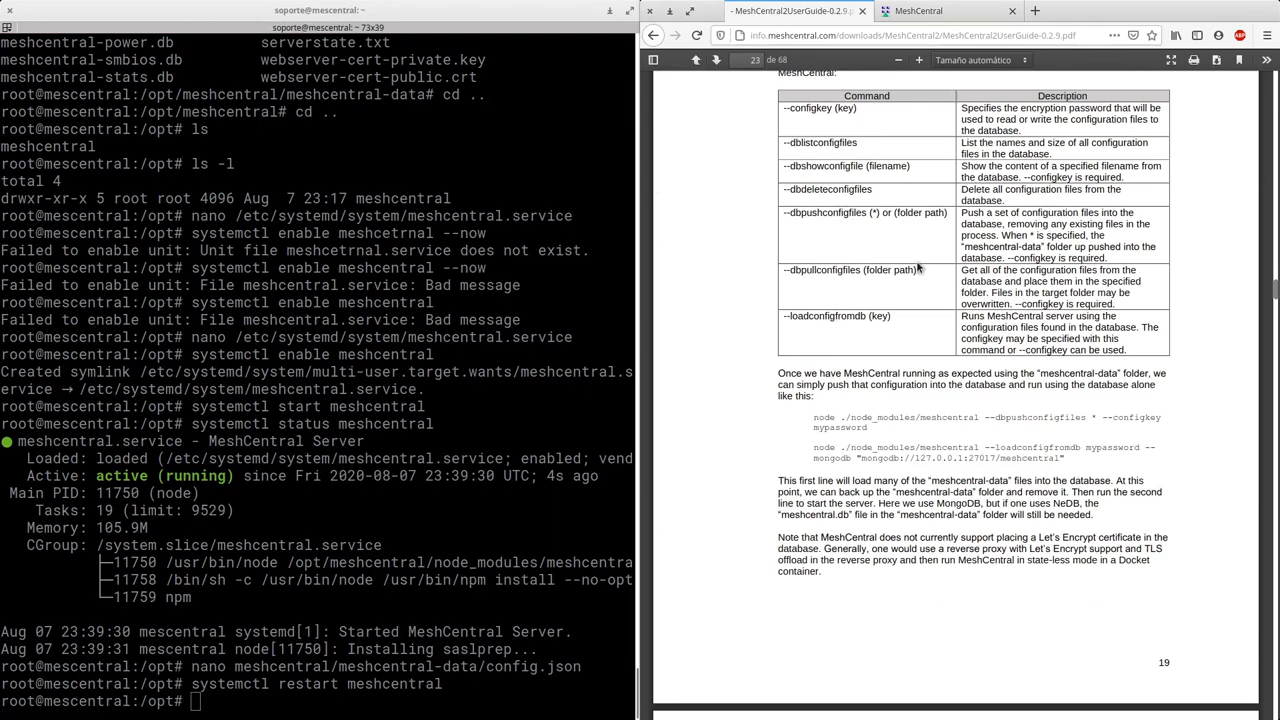 soporte@mescentral: ~
soporte@mescentral: ~ 73x39
meshcentral-power.db serverstate.txt
meshcentral-smbios.db webserver-cert-private.key
meshcentral-stats.db webserver-cert-public.crt
root@mescentral:/opt/meshcentral/meshcentral-data# cd ..
root@mescentral:/opt/meshcentral# cd ..
root@mescentral:/opt# ls
meshcentral
root@mescentral:/opt# ls -l
total 4
drwxr-xr-x 5 root root 4096 Aug  7 23:17 meshcentral
root@mescentral:/opt# nano /etc/systemd/system/meshcentral.service
root@mescentral:/opt# systemctl enable meshcentral --now
Failed to enable unit: Unit file meshcentral.service does not exist.
root@mescentral:/opt# systemctl enable meshcentral --now
Failed to enable unit: File meshcentral.service: Bad message
root@mescentral:/opt# systemctl enable meshcentral
Failed to enable unit: File meshcentral.service: Bad message
root@mescentral:/opt# nano /etc/systemd/system/meshcentral.service
root@mescentral:/opt# systemctl enable meshcentral
Created symlink /etc/systemd/system/multi-user.target.wants/meshcentral.s
ervice → /etc/systemd/system/meshcentral.service.
root@mescentral:/opt# systemctl start meshcentral
root@mescentral:/opt# systemctl status meshcentral
● meshcentral.service - MeshCentral Server
Loaded: loaded (/etc/systemd/system/meshcentral.service; enabled; vend
Active: active (running) since Fri 2020-08-07 23:39:30 UTC; 4s ago
Main PID: 11750 (node)
Tasks: 19 (limit: 9529)
Memory: 105.9M
CGroup: /system.slice/meshcentral.service
├─11750 /usr/bin/node /opt/meshcentral/node_modules/meshcentra
├─11758 /bin/sh -c /usr/bin/node /usr/bin/npm install --no-opt
└─11759 npm
Aug 07 23:39:30 mescentral systemd[1]: Started MeshCentral Server.
Aug 07 23:39:31 mescentral node[11750]: Installing saslprep...
root@mescentral:/opt# nano meshcentral/meshcentral-data/config.json
root@mescentral:/opt# systemctl restart meshcentral
root@mescentral:/opt#
- MeshCentral2UserGuide-0.2.9.p
MeshCentral
info.meshcentral.com/downloads/MeshCentral2/MeshCentral2UserGuide-0.2.9.pdf
ABP
23 de 68
Tamaño automático
MeshCentral:
Command Description
--configkey (key) Specifies the encryption password that will be
used to read or write the configuration files to
the database.
--dblistconfigfiles List the names and size of all configuration
files in the database.
--dbshowconfigfile (filename) Show the content of a specified filename from
the database. --configkey is required.
--dbdeleteconfigfiles Delete all configuration files from the
database.
--dbpushconfigfiles (*) or (folder path) Push a set of configuration files into the
database, removing any existing files in the
process. When * is specified, the
“meshcentral-data” folder up pushed into the
database. --configkey is required.
--dbpullconfigfiles (folder path) Get all of the configuration files from the
database and place them in the specified
folder. Files in the target folder may be
overwritten. --configkey is required.
--loadconfigfromdb (key) Runs MeshCentral server using the
configuration files found in the database. The
configkey may be specified with this
command or --configkey can be used.
Once we have MeshCentral running as expected using the “meshcentral-data” folder, we
can simply push that configuration into the database and run using the database alone
like this:
node ./node_modules/meshcentral --dbpushconfigfiles * --configkey
mypassword
node ./node_modules/meshcentral --loadconfigfromdb mypassword --
mongodb "mongodb://127.0.0.1:27017/meshcentral"
This first line will load many of the “meshcentral-data” files into the database. At this
point, we can back up the “meshcentral-data” folder and remove it. Then run the second
line to start the server. Here we use MongoDB, but if one uses NeDB, the
“meshcentral.db” file in the “meshcentral-data” folder will still be needed.
Note that MeshCentral does not currently support placing a Let’s Encrypt certificate in the
database. Generally, one would use a reverse proxy with Let’s Encrypt support and TLS
offload in the reverse proxy and then run MeshCentral in state-less mode in a Docket
container.
19